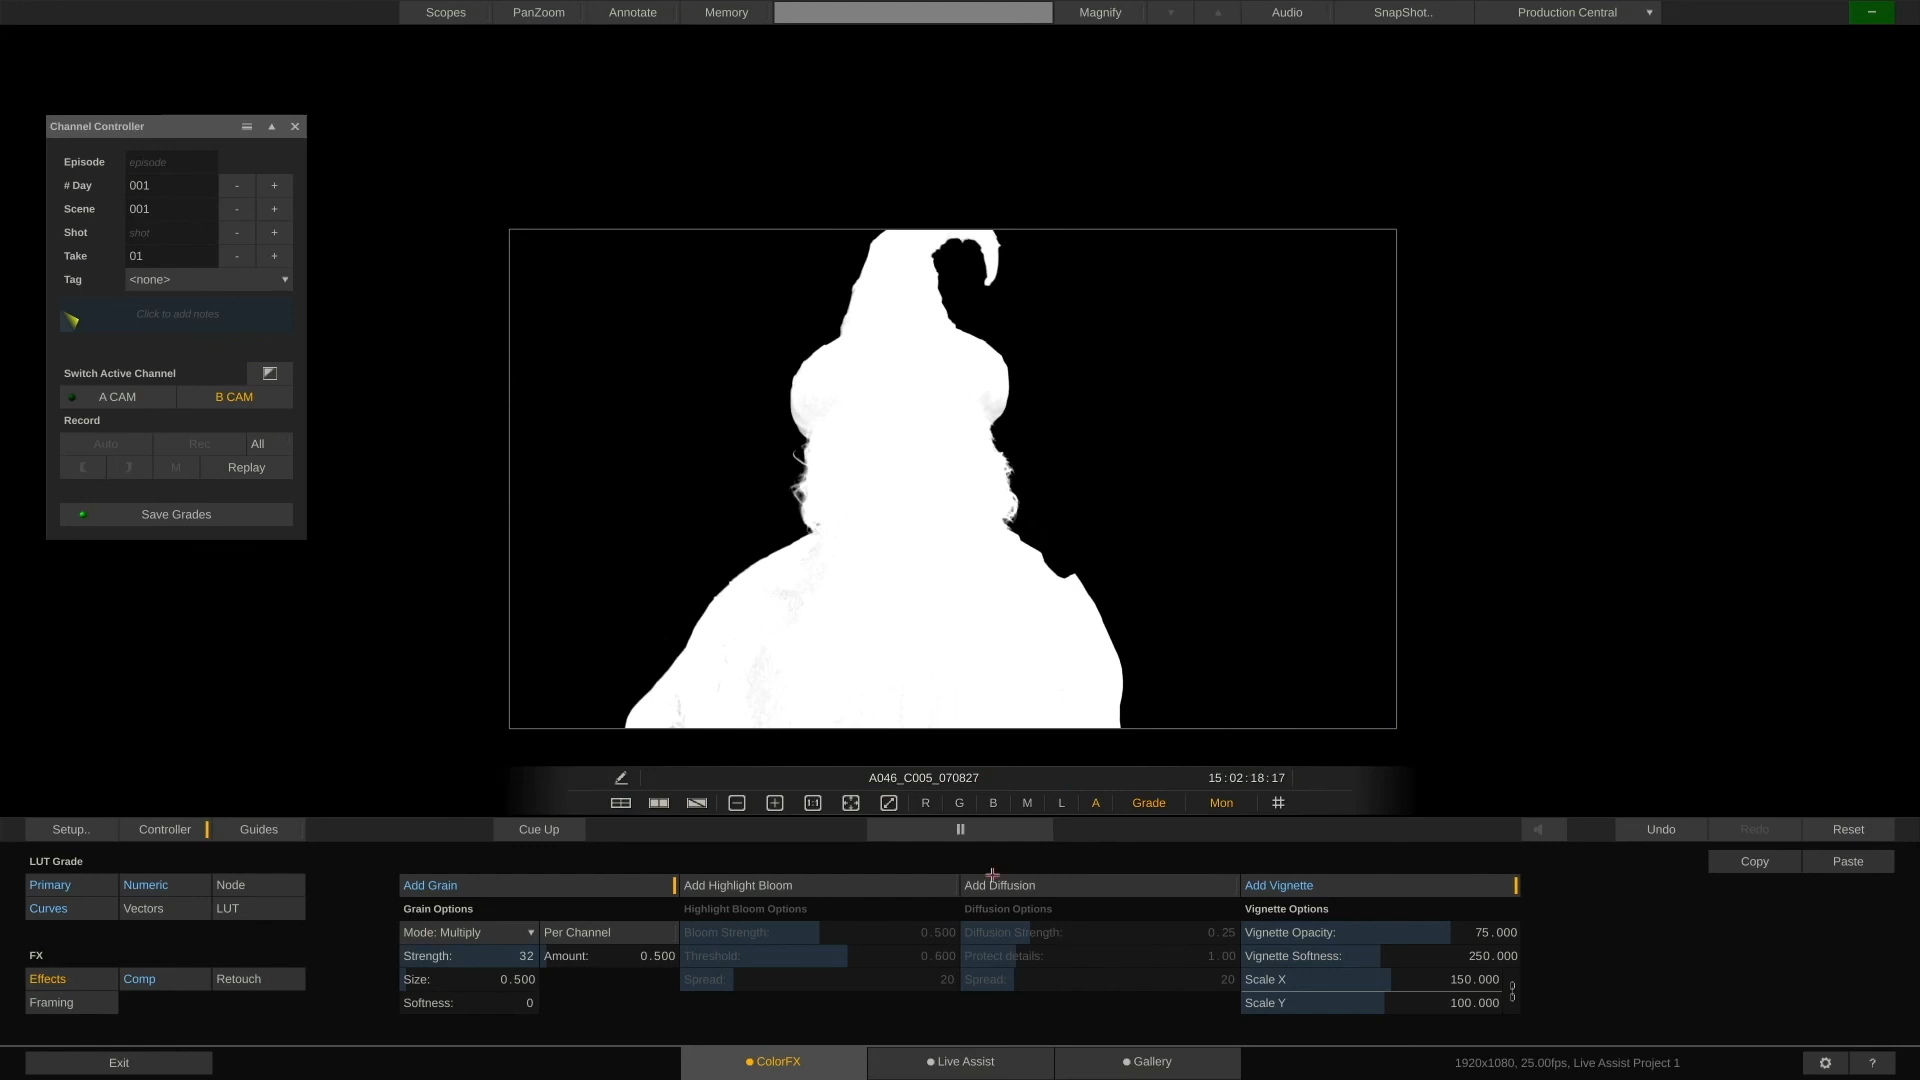 Scopes PanZoom Annotate Memory Magnify Audio SnapShot.. Production Central
Channel Controller
Episode episode
# Day 001 - +
Scene 001 - +
Shot shot - +
Take 01 - +
Tag <none>
Click to add notes
Switch Active Channel
A CAM B CAM
Record
Auto Rec All
M Replay
Save Grades
A046_C005_070827 15:02:18:17
1:1 R G B M L A Grade Mon
Setup.. Controller Guides Cue Up Undo Redo Reset
LUT Grade Copy Paste
Primary Numeric Node Add Grain Add Highlight Bloom Add Diffusion Add Vignette
Curves Vectors LUT Grain Options Highlight Bloom Options Diffusion Options Vignette Options
Mode: Multiply Per Channel Bloom Strength: 0.500 Diffusion Strength: 0.25 Vignette Opacity: 75.000
FX Strength: 32 Amount: 0.500 Threshold: 0.600 Protect details: 1.00 Vignette Softness: 250.000
Effects Comp Retouch Size: 0.500 Spread: 20 Spread: 20 Scale X 150.000
Framing Softness: 0 Scale Y 100.000
Exit ColorFX Live Assist Gallery 1920x1080, 25.00fps, Live Assist Project 1 ?